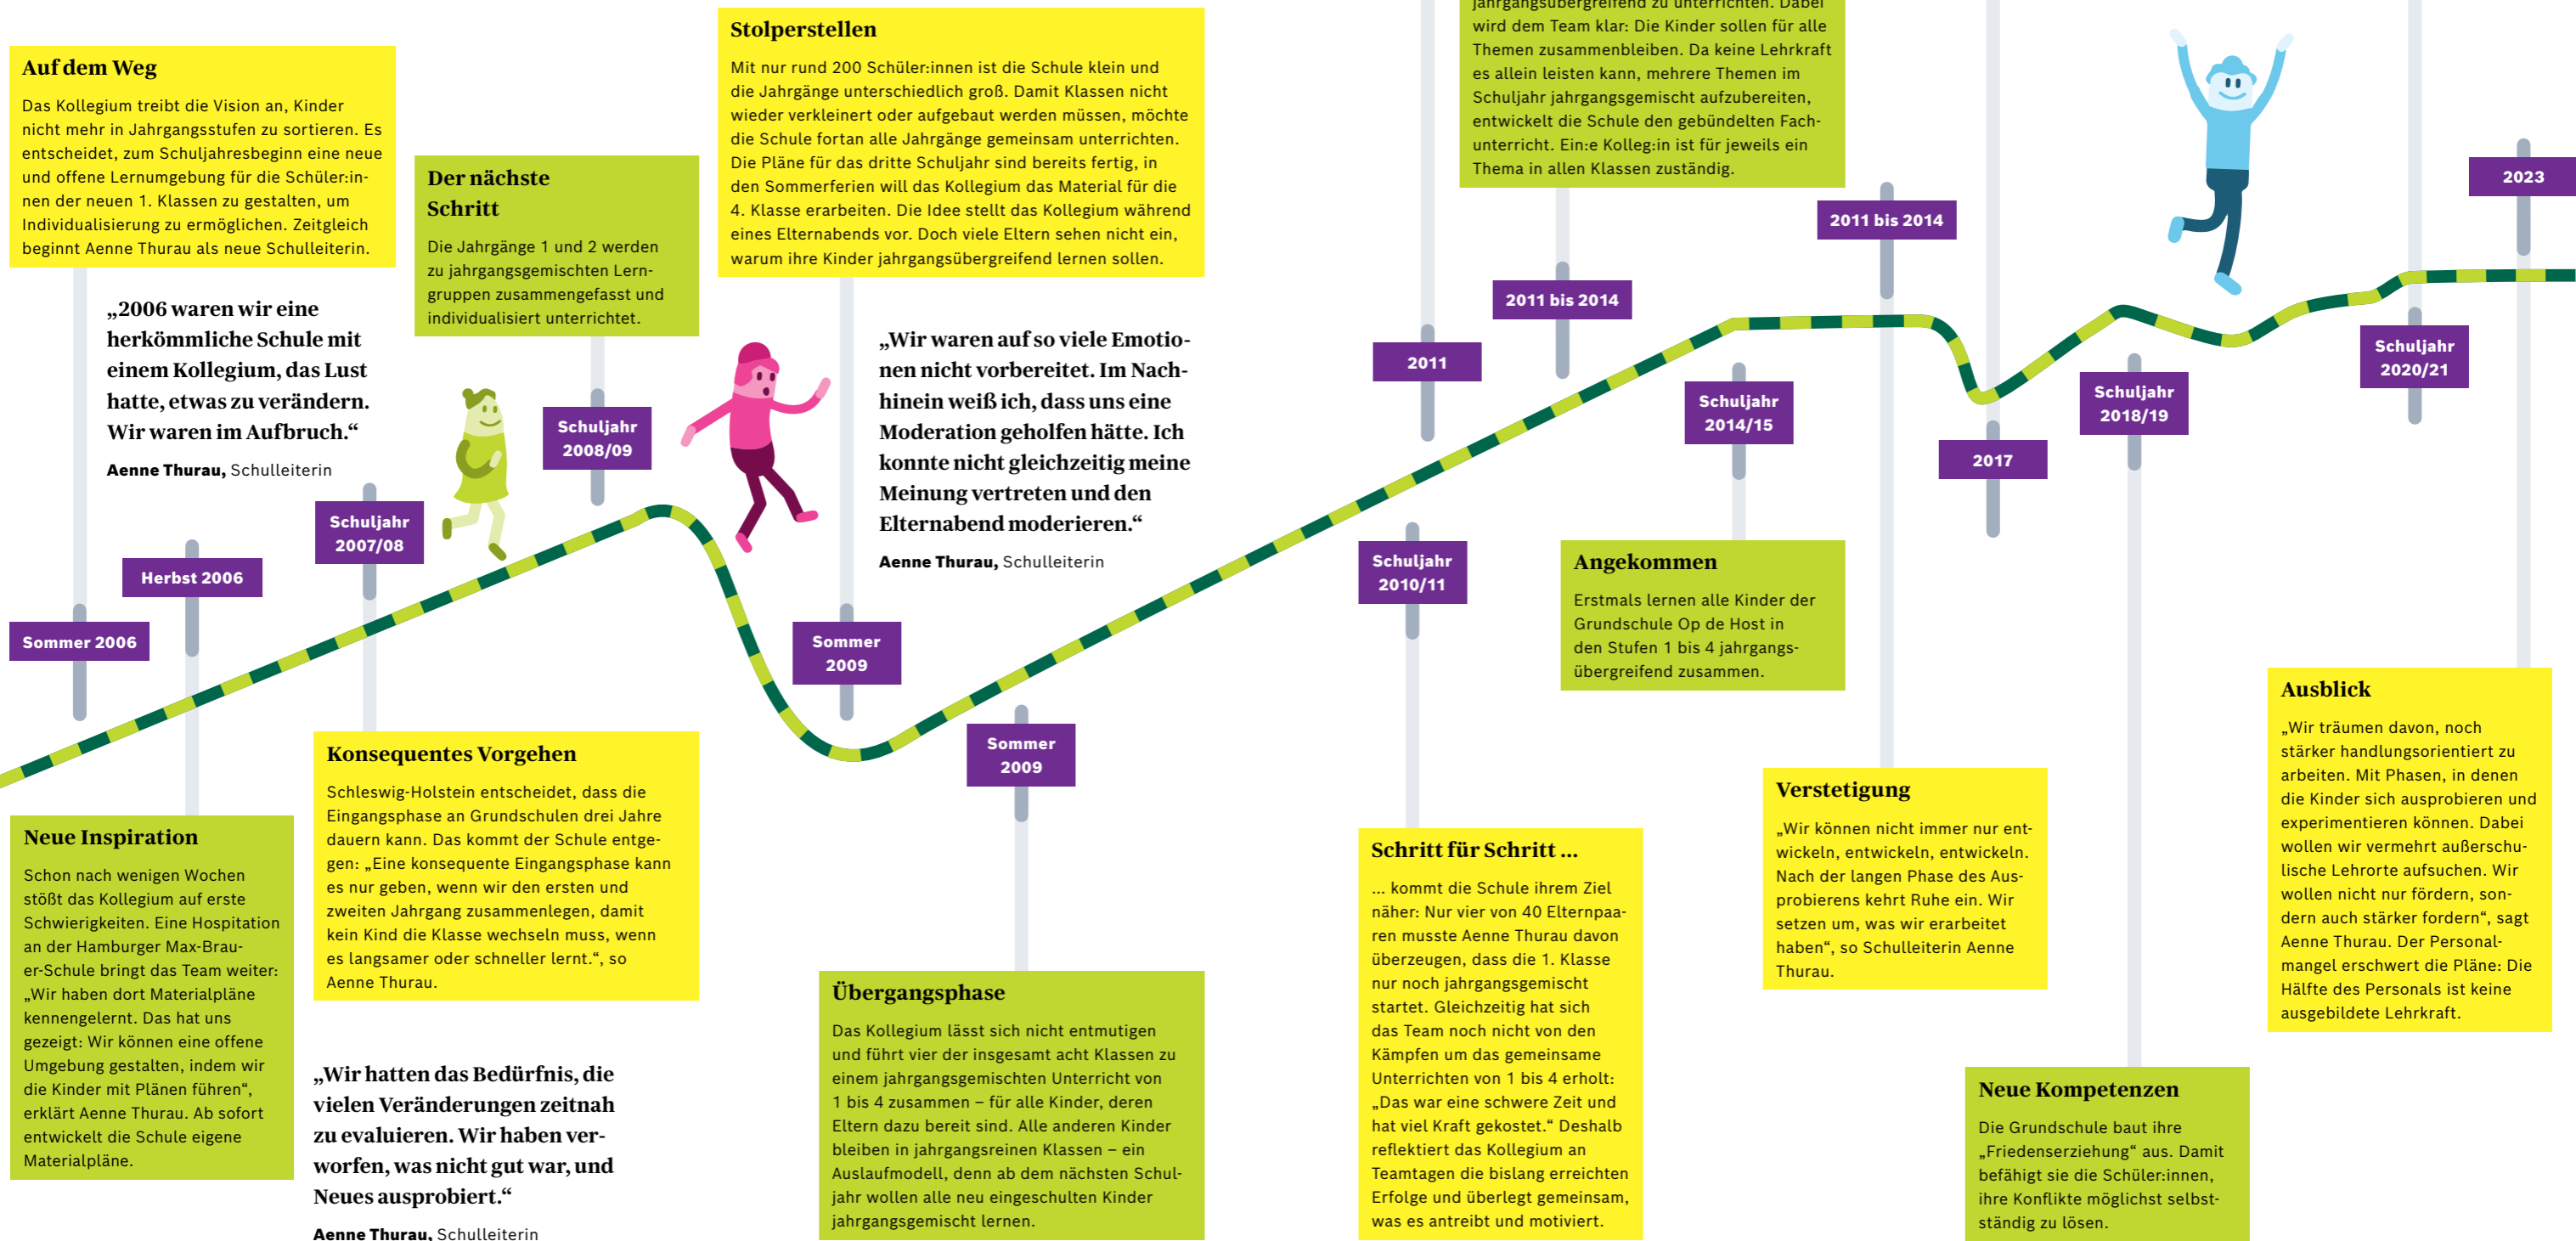 Auf dem Weg
Das Kollegium treibt die Vision an, Kinder
nicht mehr in Jahrgangsstufen zu sortieren. Es
entscheidet, zum Schuljahresbeginn eine neue
und offene Lernumgebung für die Schüler:in-
nen der neuen 1. Klassen zu gestalten, um
Individualisierung zu ermöglichen. Zeitgleich
beginnt Aenne Thurau als neue Schulleiterin.
„2006 waren wir eine
herkömmliche Schule mit
einem Kollegium, das Lust
hatte, etwas zu verändern.
Wir waren im Aufbruch.“
Aenne Thurau, Schulleiterin
Sommer 2006
Herbst 2006
Neue Inspiration
Schon nach wenigen Wochen
stößt das Kollegium auf erste
Schwierigkeiten. Eine Hospitation
an der Hamburger Max-Brau-
er-Schule bringt das Team weiter:
„Wir haben dort Materialpläne
kennengelernt. Das hat uns
gezeigt: Wir können eine offene
Umgebung gestalten, indem wir
die Kinder mit Plänen führen“,
erklärt Aenne Thurau. Ab sofort
entwickelt die Schule eigene
Materialpläne.
Schuljahr
2007/08
Konsequentes Vorgehen
Schleswig-Holstein entscheidet, dass die
Eingangsphase an Grundschulen drei Jahre
dauern kann. Das kommt der Schule entge-
gen: „Eine konsequente Eingangsphase kann
es nur geben, wenn wir den ersten und
zweiten Jahrgang zusammenlegen, damit
kein Kind die Klasse wechseln muss, wenn
es langsamer oder schneller lernt.“, so
Aenne Thurau.
„Wir hatten das Bedürfnis, die
vielen Veränderungen zeitnah
zu evaluieren. Wir haben ver-
worfen, was nicht gut war, und
Neues ausprobiert.“
Aenne Thurau, Schulleiterin
Der nächste
Schritt
Die Jahrgänge 1 und 2 werden
zu jahrgangsgemischten Lern-
gruppen zusammengefasst und
individualisiert unterrichtet.
Schuljahr
2008/09
Stolperstellen
Mit nur rund 200 Schüler:innen ist die Schule klein und
die Jahrgänge unterschiedlich groß. Damit Klassen nicht
wieder verkleinert oder aufgebaut werden müssen, möchte
die Schule fortan alle Jahrgänge gemeinsam unterrichten.
Die Pläne für das dritte Schuljahr sind bereits fertig, in
den Sommerferien will das Kollegium das Material für die
4. Klasse erarbeiten. Die Idee stellt das Kollegium während
eines Elternabends vor. Doch viele Eltern sehen nicht ein,
warum ihre Kinder jahrgangsübergreifend lernen sollen.
„Wir waren auf so viele Emotio-
nen nicht vorbereitet. Im Nach-
hinein weiß ich, dass uns eine
Moderation geholfen hätte. Ich
konnte nicht gleichzeitig meine
Meinung vertreten und den
Elternabend moderieren.“
Aenne Thurau, Schulleiterin
Sommer
2009
Sommer
2009
Übergangsphase
Das Kollegium lässt sich nicht entmutigen
und führt vier der insgesamt acht Klassen zu
einem jahrgangsgemischten Unterricht von
1 bis 4 zusammen – für alle Kinder, deren
Eltern dazu bereit sind. Alle anderen Kinder
bleiben in jahrgangsreinen Klassen – ein
Auslaufmodell, denn ab dem nächsten Schul-
jahr wollen alle neu eingeschulten Kinder
jahrgangsgemischt lernen.
Schuljahr
2010/11
Schritt für Schritt ...
... kommt die Schule ihrem Ziel
näher: Nur vier von 40 Elternpaa-
ren musste Aenne Thurau davon
überzeugen, dass die 1. Klasse
nur noch jahrgangsgemischt
startet. Gleichzeitig hat sich
das Team noch nicht von den
Kämpfen um das gemeinsame
Unterrichten von 1 bis 4 erholt:
„Das war eine schwere Zeit und
hat viel Kraft gekostet.“ Deshalb
reflektiert das Kollegium an
Teamtagen die bislang erreichten
Erfolge und überlegt gemeinsam,
was es antreibt und motiviert.
2011
jahrgangsübergreifend zu unterrichten. Dabei
wird dem Team klar: Die Kinder sollen für alle
Themen zusammenbleiben. Da keine Lehrkraft
es allein leisten kann, mehrere Themen im
Schuljahr jahrgangsgemischt aufzubereiten,
entwickelt die Schule den gebündelten Fach-
unterricht. Ein:e Kolleg:in ist für jeweils ein
Thema in allen Klassen zuständig.
2011 bis 2014
2011 bis 2014
Verstetigung
„Wir können nicht immer nur ent-
wickeln, entwickeln, entwickeln.
Nach der langen Phase des Aus-
probierens kehrt Ruhe ein. Wir
setzen um, was wir erarbeitet
haben“, so Schulleiterin Aenne
Thurau.
Schuljahr
2014/15
Angekommen
Erstmals lernen alle Kinder der
Grundschule Op de Host in
den Stufen 1 bis 4 jahrgangs-
übergreifend zusammen.
2017
Schuljahr
2018/19
Neue Kompetenzen
Die Grundschule baut ihre
„Friedenserziehung“ aus. Damit
befähigt sie die Schüler:innen,
ihre Konflikte möglichst selbst-
ständig zu lösen.
Schuljahr
2020/21
2023
Ausblick
„Wir träumen davon, noch
stärker handlungsorientiert zu
arbeiten. Mit Phasen, in denen
die Kinder sich ausprobieren und
experimentieren können. Dabei
wollen wir vermehrt außerschu-
lische Lehrorte aufsuchen. Wir
wollen nicht nur fördern, son-
dern auch stärker fordern“, sagt
Aenne Thurau. Der Personal-
mangel erschwert die Pläne: Die
Hälfte des Personals ist keine
ausgebildete Lehrkraft.